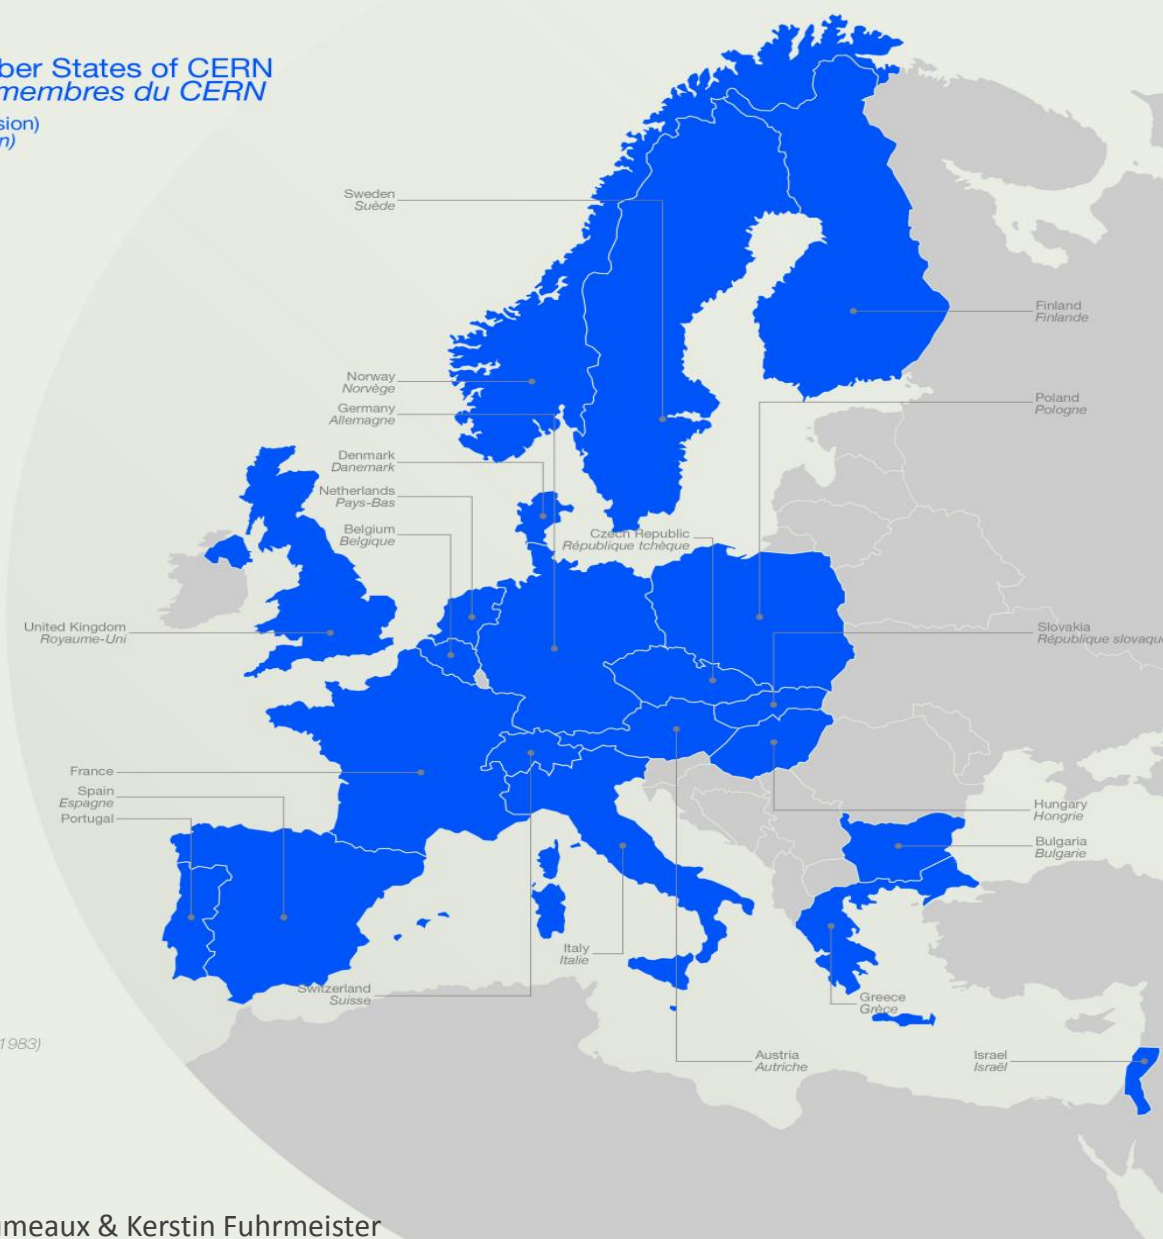 ber States of CERN
membres du CERN
sion)
n)
Sweden
Suède
Finland
Finlande
Norway
Norvège
Poland
Pologne
Germany
Allemagne
Denmark
Danemark
Netherlands
Pays-Bas
Belgium
Belgique
Czech Republic
République tchèque
United Kingdom
Royaume-Uni
Slovakia
République slovaque
France
Spain
Espagne
Portugal
Hungary
Hongrie
Bulgaria
Bulgarie
Italy
Italie
Switzerland
Suisse
Greece
Grèce
Austria
Autriche
Israel
Israël
1983)
umeaux & Kerstin Fuhrmeister